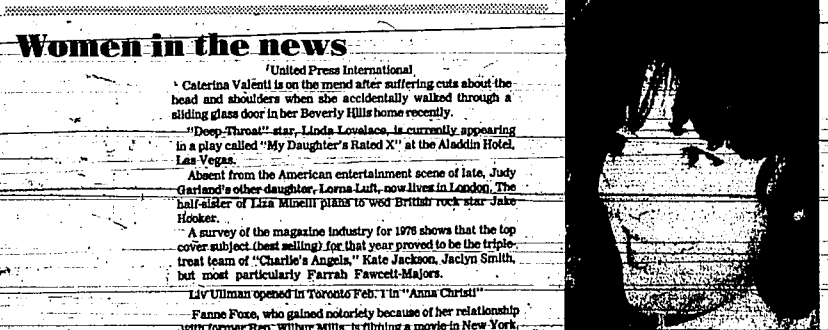 Women in the news
United Press International
Caterina Valenti is on the mend after suffering cuts about the
head and shoulders when she accidentally walked through a
sliding glass door in her Beverly Hills home recently.
"Deep Throat" star, Linda Lovelace, is currently appearing
in a play called "My Daughter's Rated X" at the Aladdin Hotel,
Las Vegas.
Absent from the American entertainment scene of late, Judy
Garland's other daughter, Lorna Luft, now lives in London. The
half-sister of Liza Minelli plans to wed British rock star Jake
Hooker.
A survey of the magazine industry for 1976 shows that the top
cover subject (best selling) for that year proved to be the triple-
treat team of "Charlie's Angels," Kate Jackson, Jaclyn Smith,
but most particularly Farrah Fawcett-Majors.
Liv Ullman opened in Toronto Feb. 1 in "Anna Christi"
Fanne Foxe, who gained notoriety because of her relationship
with former Rep. Wilbur Mills, is filming a movie in New York,